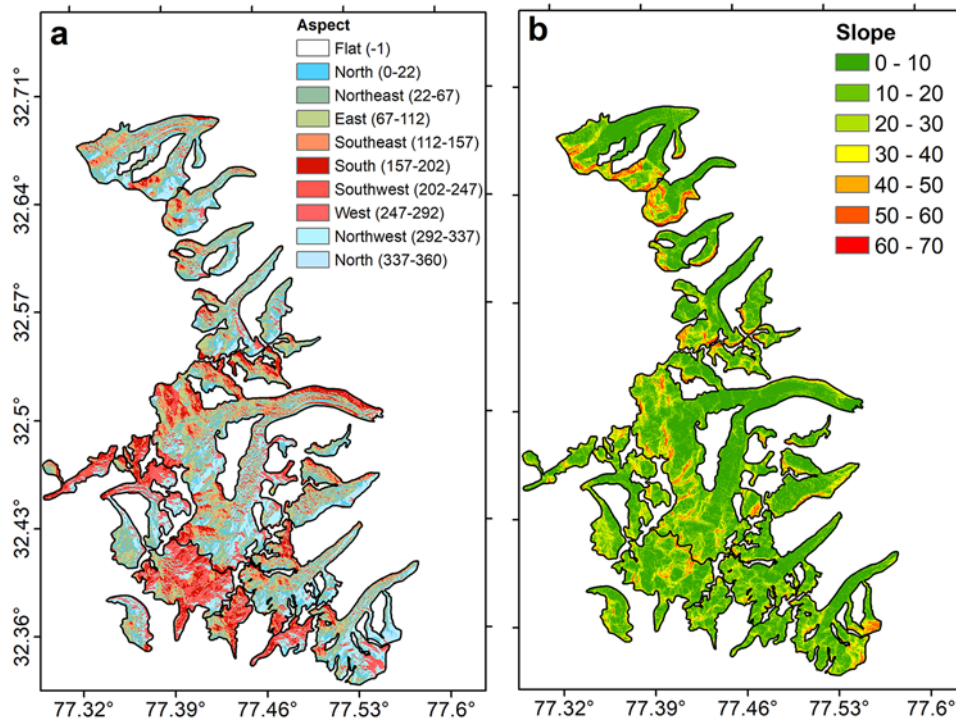 a
Aspect
Flat (-1)
North (0-22)
Northeast (22-67)
East (67-112)
Southeast (112-157)
South (157-202)
Southwest (202-247)
West (247-292)
Northwest (292-337)
North (337-360)
b
Slope
0 - 10
10 - 20
20 - 30
30 - 40
40 - 50
50 - 60
60 - 70
32.71°
32.64°
32.57°
32.5°
32.43°
32.36°
77.32° 77.39° 77.46° 77.53° 77.6°
77.32° 77.39° 77.46° 77.53° 77.6°